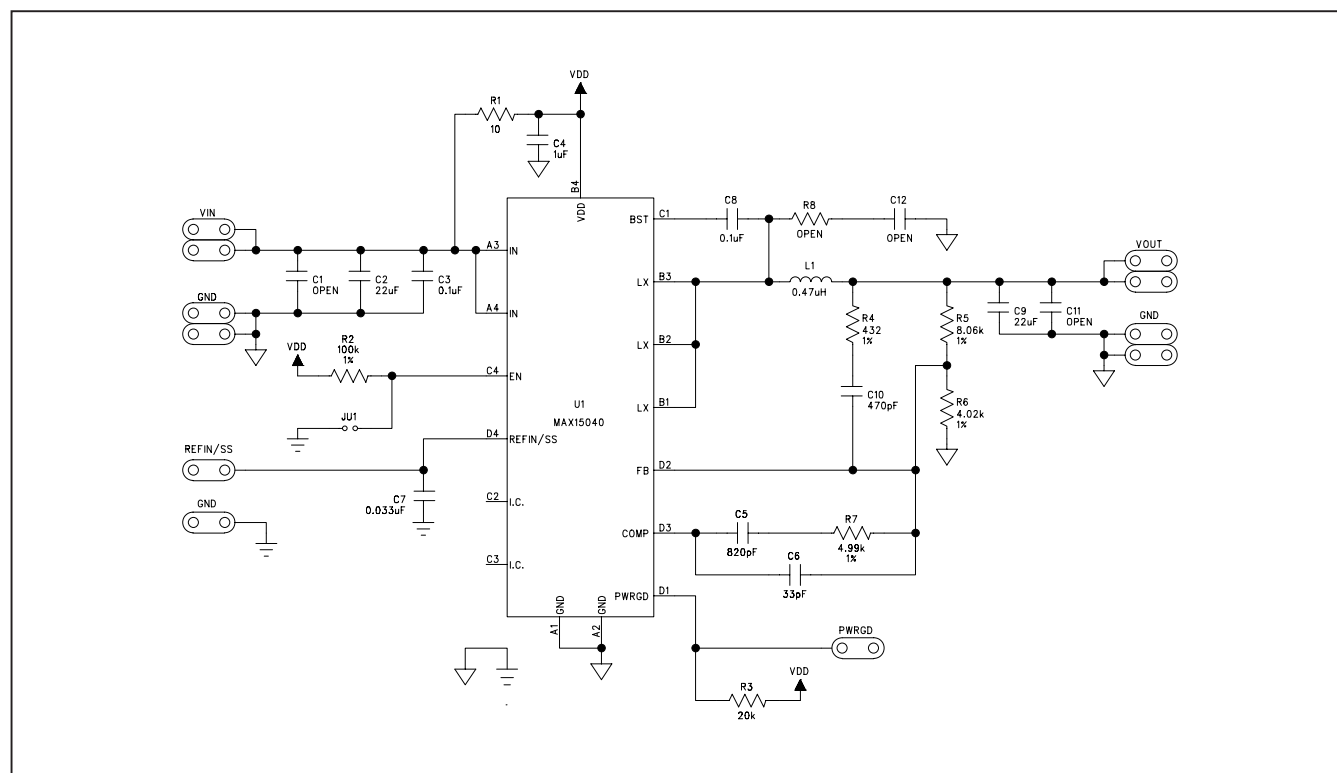 VDD
R1
10
C4
1uF
B4
VDD
VIN
C1
OPEN
C2
22uF
C3
0.1uF
A3
IN
A4
IN
GND
VDD
R2
100k
1%
C4
EN
JU1
REFIN/SS
D4
REFIN/SS
GND
C7
0.033uF
C2
I.C.
C3
I.C.
U1
MAX15040
GND
A1
GND
A2
BST
C1
C8
0.1uF
R8
OPEN
C12
OPEN
LX
B3
L1
0.47uH
LX
B2
LX
B1
R4
432
1%
C10
470pF
R5
8.06k
1%
R6
4.02k
1%
C9
22uF
C11
OPEN
VOUT
GND
FB
D2
COMP
D3
C5
820pF
R7
4.99k
1%
C6
33pF
PWRGD
D1
PWRGD
R3
20k
VDD